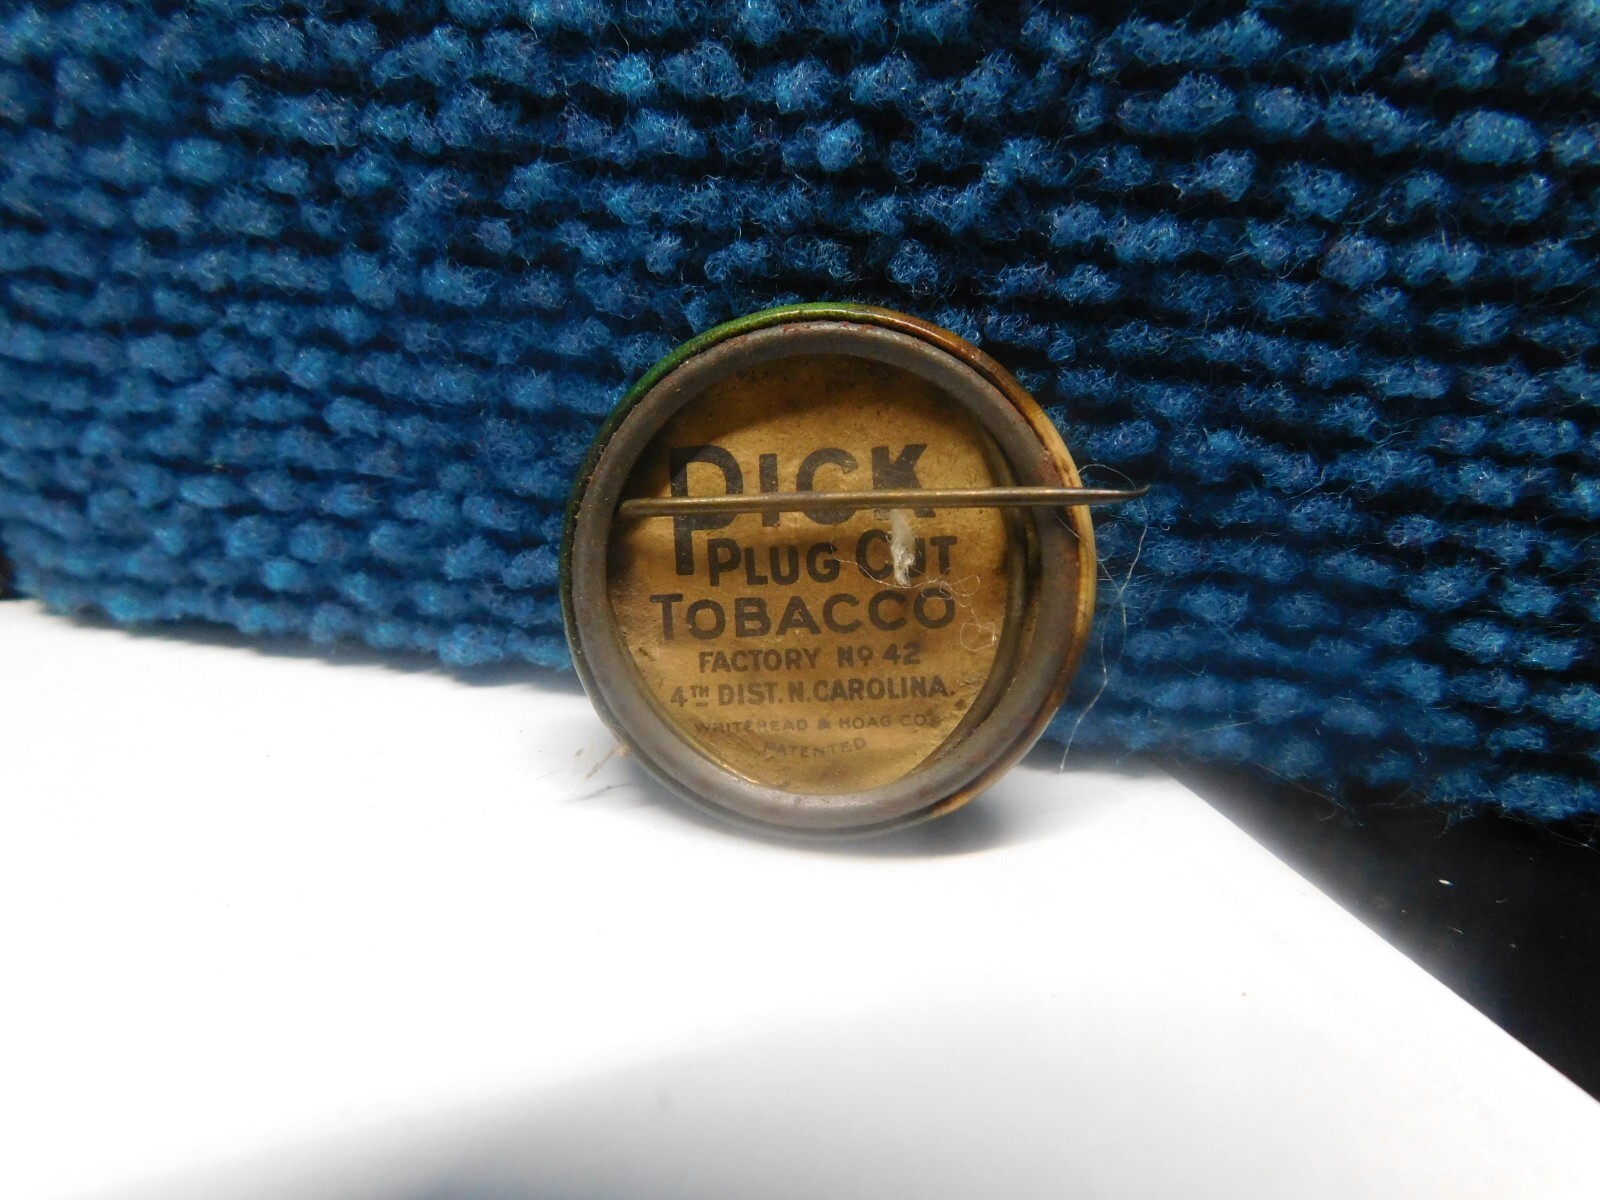 PICK
PLUG CUT
TOBACCO
FACTORY Nº 42
4TH DIST. N. CAROLINA.
WHITEHEAD & HOAG CO.
PATENTED